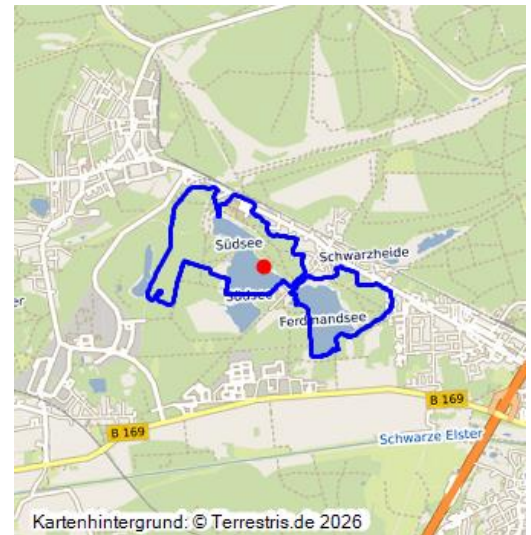 Südsee
Schwarzheide
Südsee
Ferdinandsee
B 169
B 169
Schwarze Elster
Kartenhintergrund: © Terrestris.de 2026